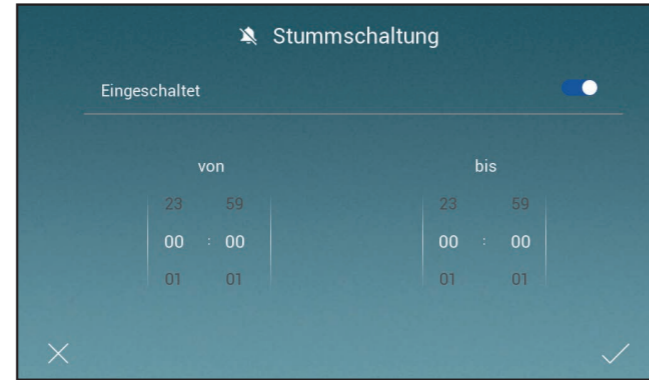 Stummschaltung
Eingeschaltet
von bis
23 59 23 59
00 : 00 00 : 00
01 01 01 01